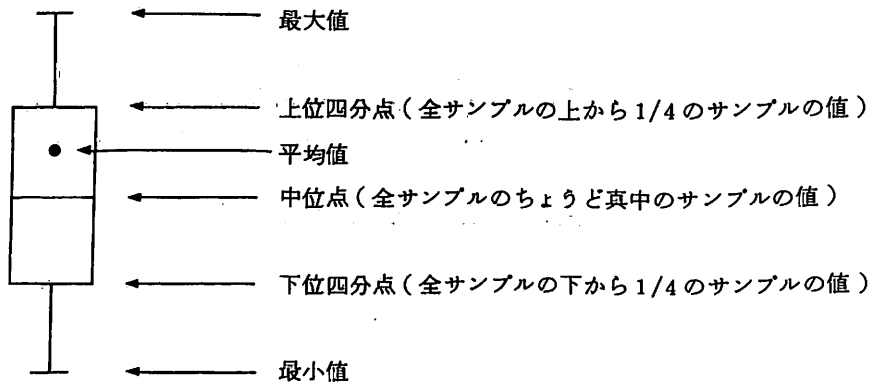 最大値
上位四分点(全サンプルの上から1/4のサンプルの値)
平均値
中位点(全サンプルのちょうど真中のサンプルの値)
下位四分点(全サンプルの下から1/4のサンプルの値)
最小値